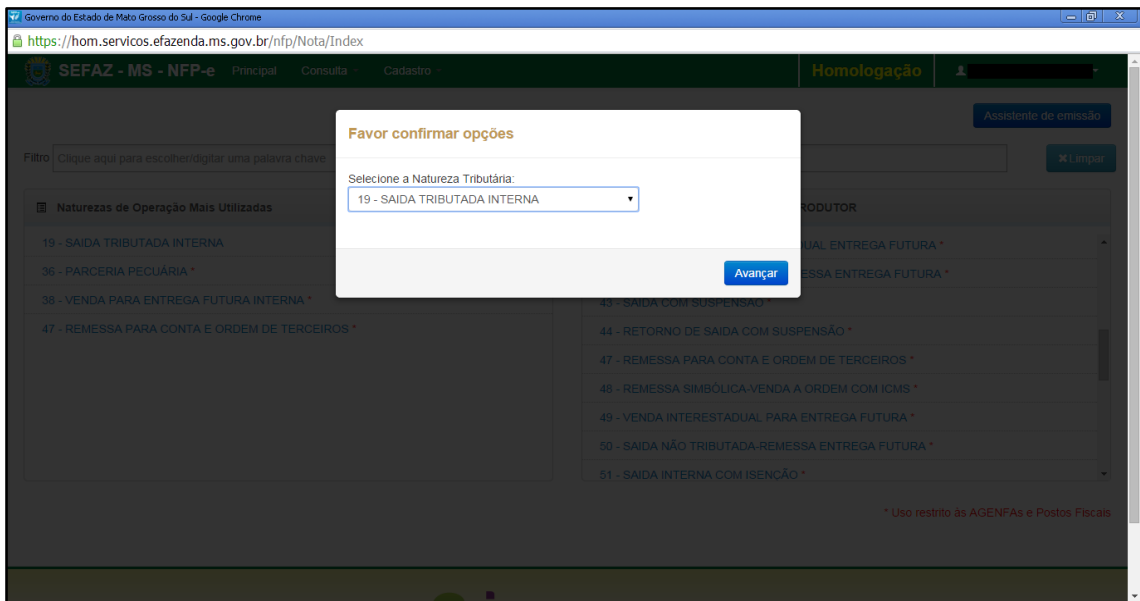 Governo do Estado de Mato Grosso do Sul - Google Chrome
https://hom.servicos.efazenda.ms.gov.br/nfp/Nota/Index
SEFAZ - MS - NFP-e Principal Consulta Cadastro Homologação
Assistente de emissão
Favor confirmar opções
Filtro Clique aqui para escolher/digitar uma palavra chave Limpar
Selecione a Natureza Tributária:
19 - SAIDA TRIBUTADA INTERNA
Avançar
Naturezas de Operação Mais Utilizadas
19 - SAIDA TRIBUTADA INTERNA
36 - PARCERIA PECUÁRIA *
38 - VENDA PARA ENTREGA FUTURA INTERNA *
47 - REMESSA PARA CONTA E ORDEM DE TERCEIROS *
ENTREGA FUTURA *
ENTREGA FUTURA *
43 - SAIDA COM SUSPENSÃO *
44 - RETORNO DE SAIDA COM SUSPENSÃO *
47 - REMESSA PARA CONTA E ORDEM DE TERCEIROS *
48 - REMESSA SIMBÓLICA-VENDA A ORDEM COM ICMS *
49 - VENDA INTERESTADUAL PARA ENTREGA FUTURA *
50 - SAIDA NÃO TRIBUTADA-REMESSA ENTREGA FUTURA *
51 - SAIDA INTERNA COM ISENÇÃO *
* Uso restrito às AGENFAs e Postos Fiscais